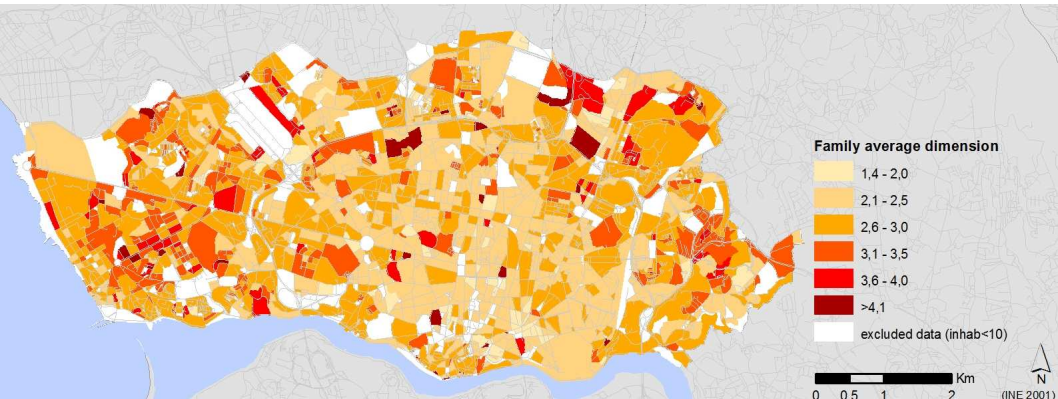 Family average dimension
1,4 - 2,0
2,1 - 2,5
2,6 - 3,0
3,1 - 3,5
3,6 - 4,0
>4,1
excluded data (inhab<10)
Km
0 0.5 1 2
N
(INE 2001)